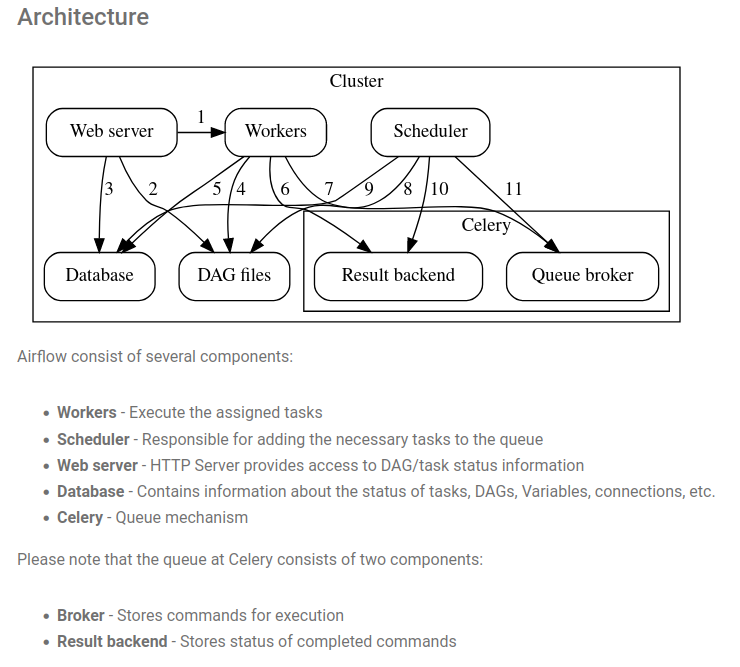 Architecture
Cluster
Web server
1
Workers
Scheduler
3
2
5
4
6
7
9
8
10
11
Celery
Database
DAG files
Result backend
Queue broker
Airflow consist of several components:
• Workers - Execute the assigned tasks
• Scheduler - Responsible for adding the necessary tasks to the queue
• Web server - HTTP Server provides access to DAG/task status information
• Database - Contains information about the status of tasks, DAGs, Variables, connections, etc.
• Celery - Queue mechanism
Please note that the queue at Celery consists of two components:
• Broker - Stores commands for execution
• Result backend - Stores status of completed commands